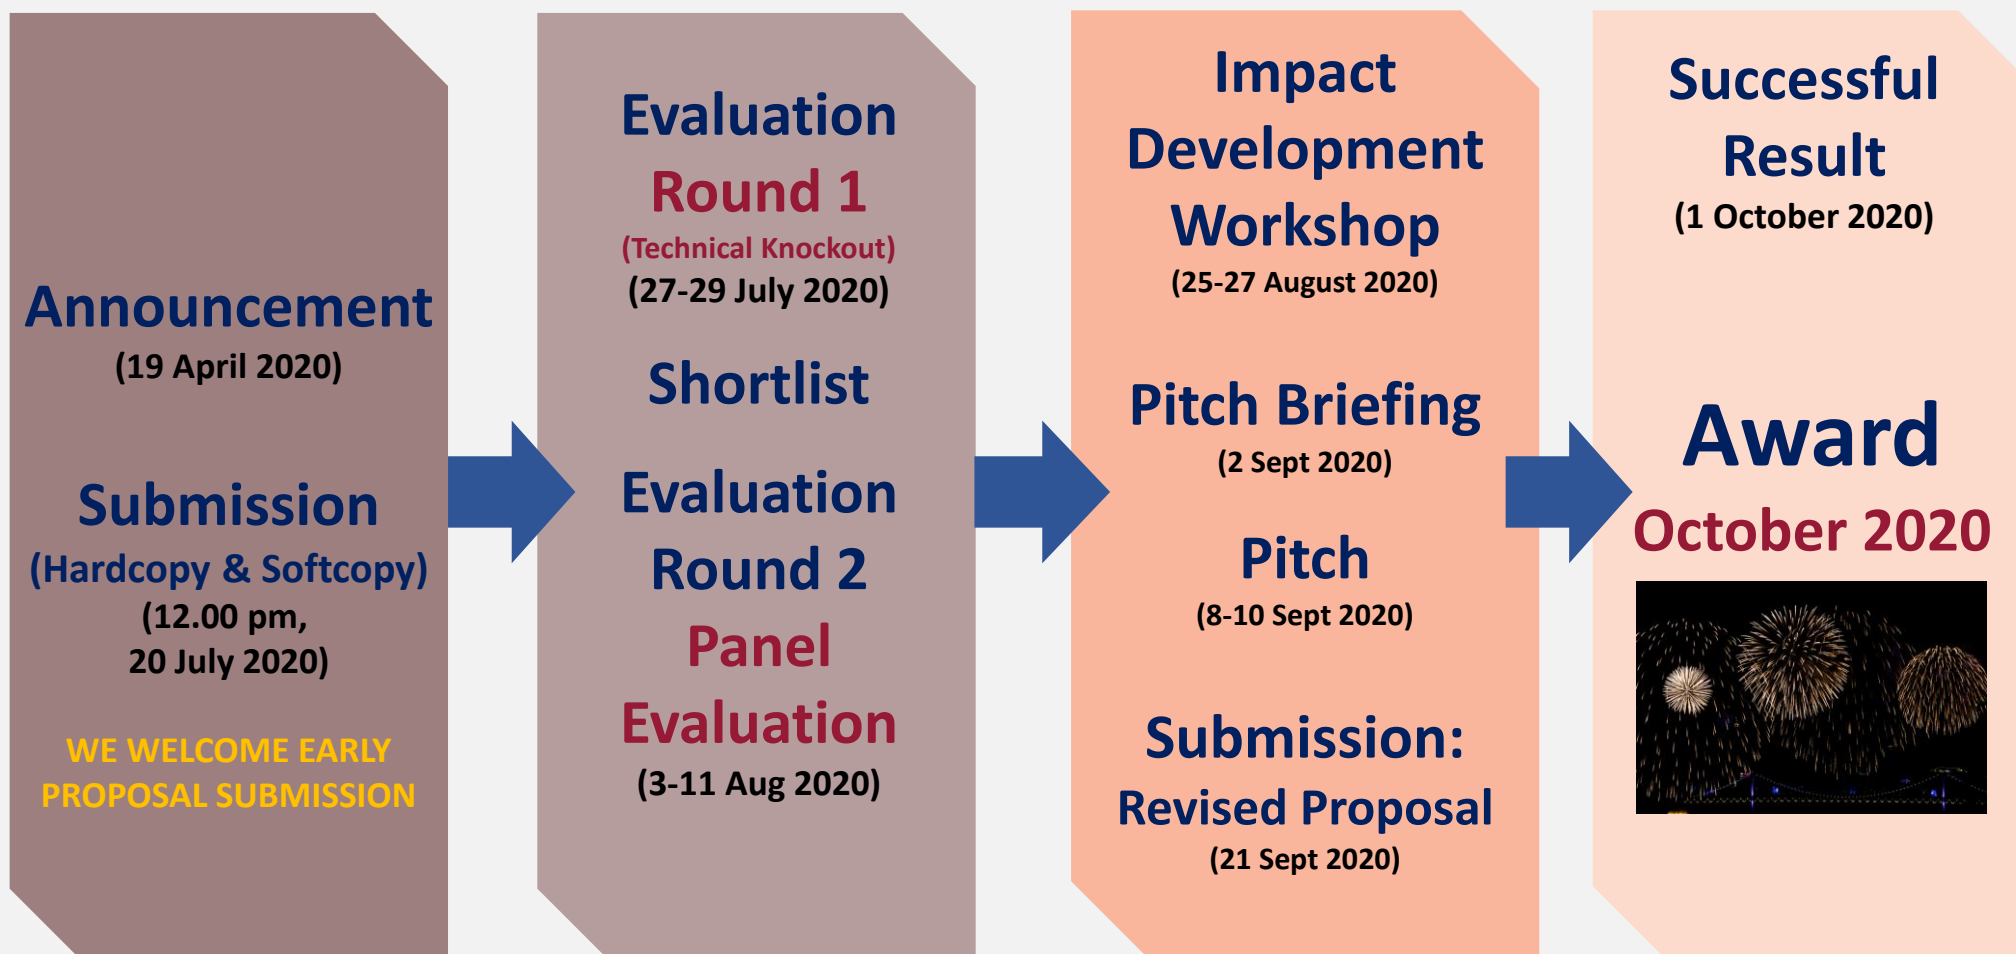 Announcement
(19 April 2020)
Submission
(Hardcopy & Softcopy)
(12.00 pm,
20 July 2020)
WE WELCOME EARLY
PROPOSAL SUBMISSION
Evaluation
Round 1
(Technical Knockout)
(27-29 July 2020)
Shortlist
Evaluation
Round 2
Panel
Evaluation
(3-11 Aug 2020)
Impact
Development
Workshop
(25-27 August 2020)
Pitch Briefing
(2 Sept 2020)
Pitch
(8-10 Sept 2020)
Submission:
Revised Proposal
(21 Sept 2020)
Successful
Result
(1 October 2020)
Award
October 2020